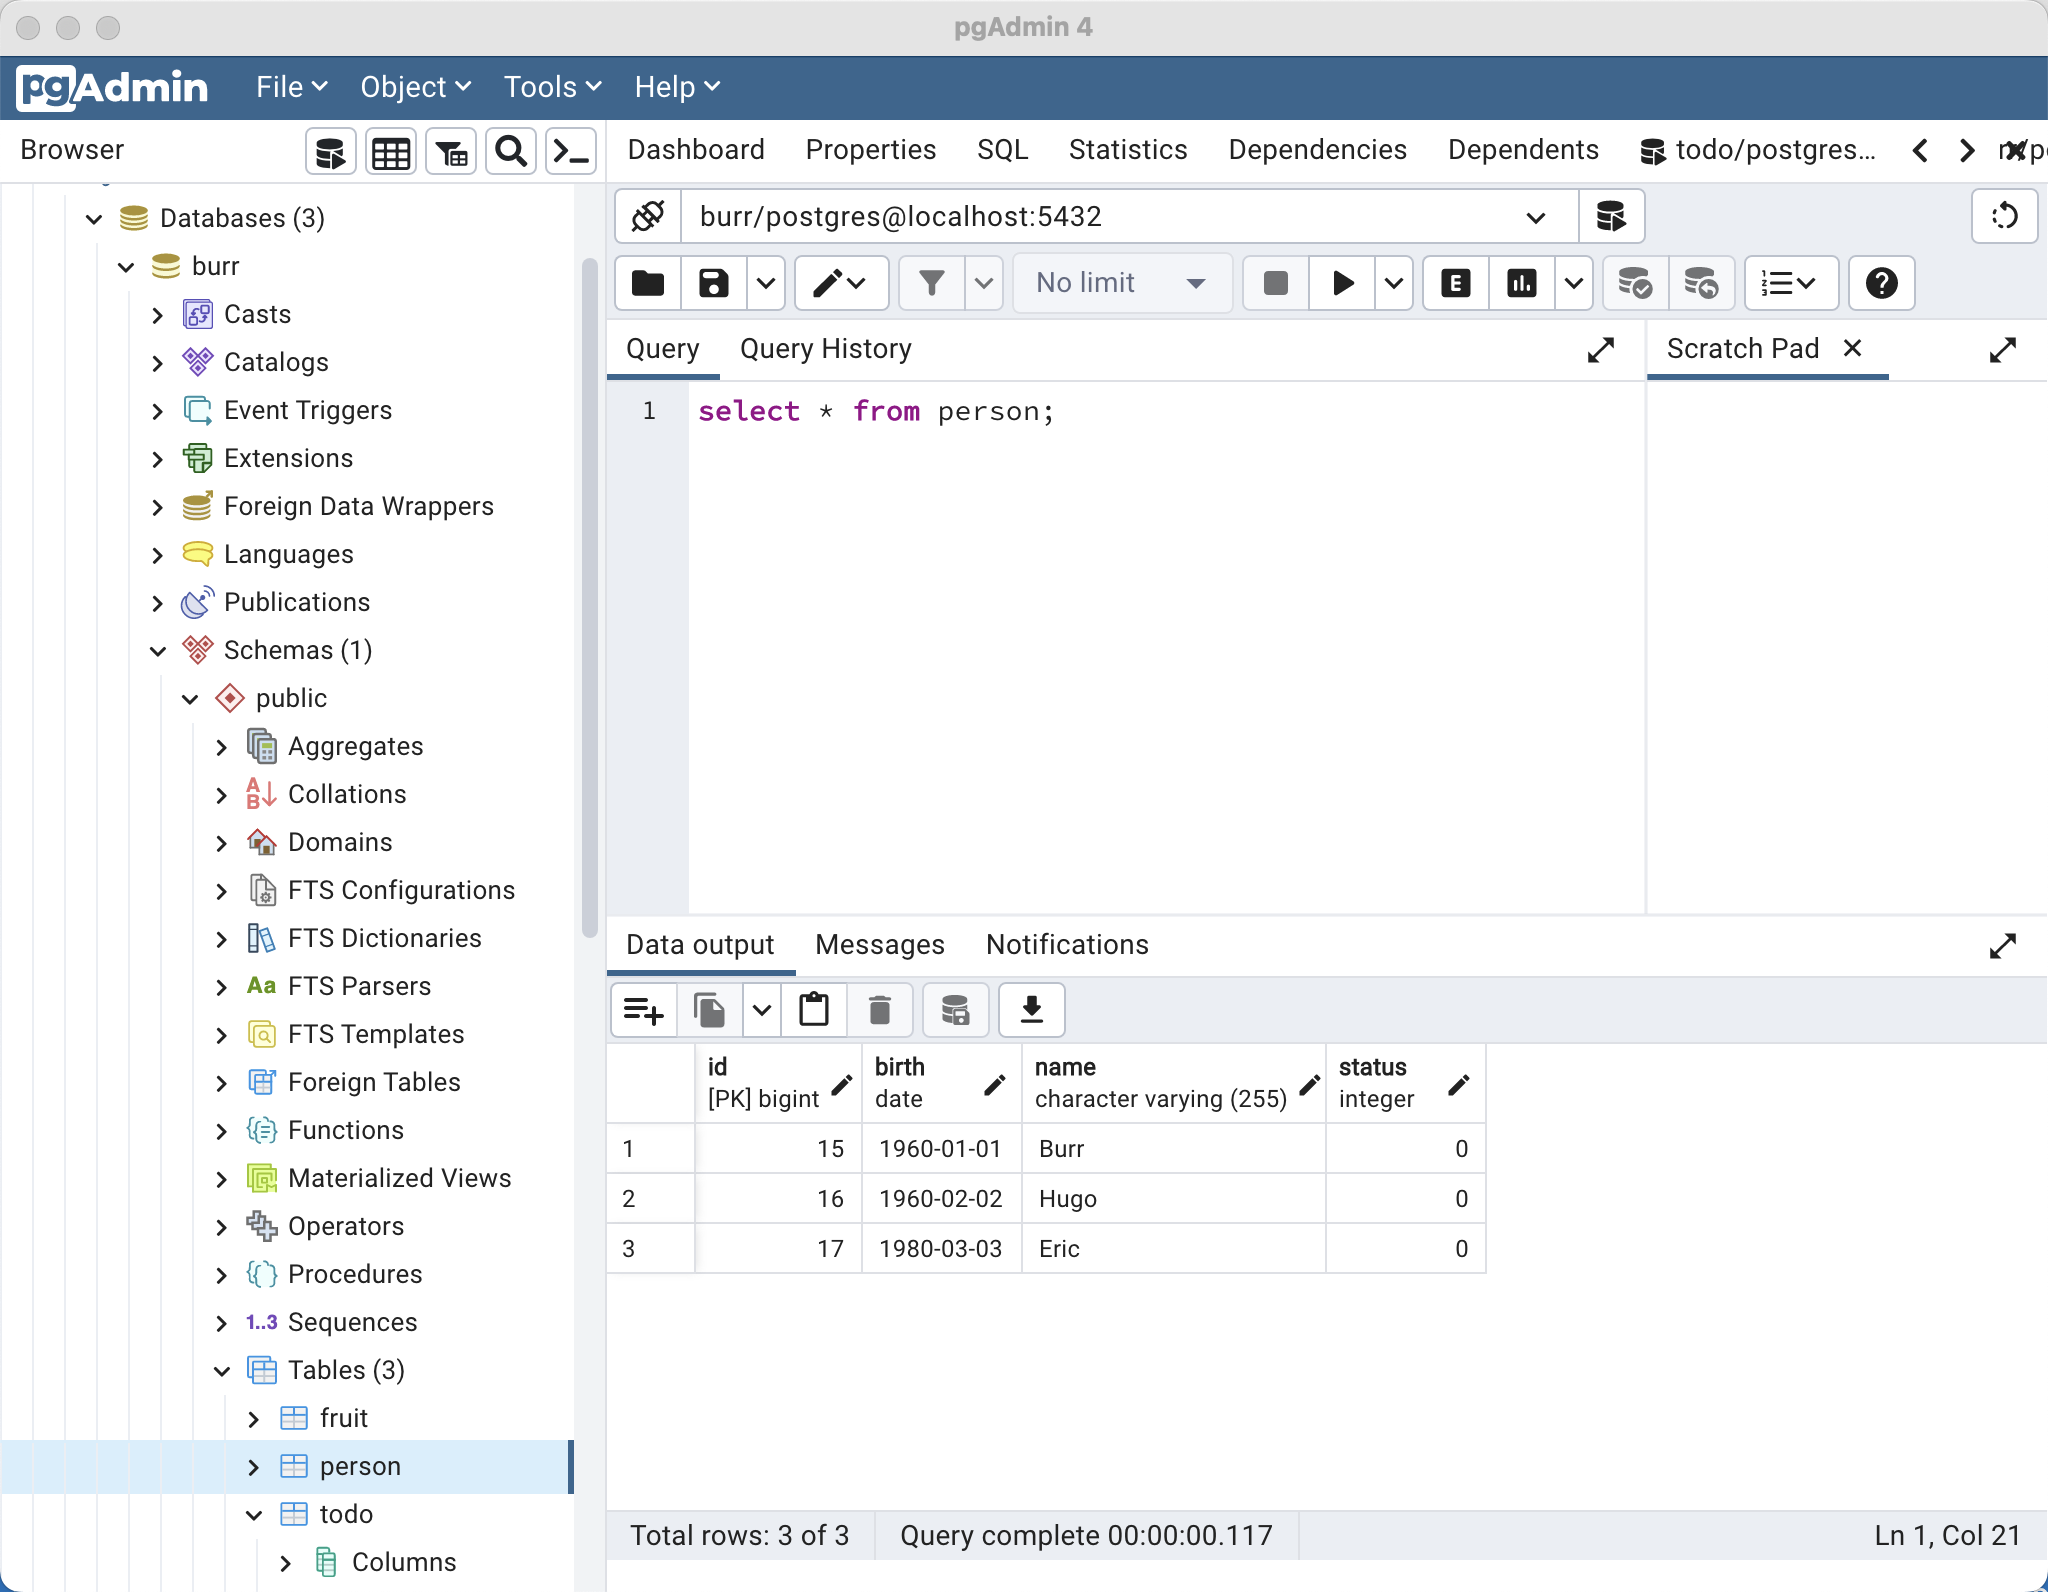 pgAdmin 4
pgAdmin File Object Tools Help
Browser
Dashboard Properties SQL Statistics Dependencies Dependents todo/postgres...
Databases (3)
burr
Casts
Catalogs
Event Triggers
Extensions
Foreign Data Wrappers
Languages
Publications
Schemas (1)
public
Aggregates
Collations
Domains
FTS Configurations
FTS Dictionaries
Aa FTS Parsers
FTS Templates
Foreign Tables
Functions
Materialized Views
Operators
Procedures
1..3 Sequences
Tables (3)
fruit
person
todo
Columns
burr/postgres@localhost:5432
No limit
E
Query Query History
Scratch Pad
1 select * from person;
Data output Messages Notifications
id birth name status
[PK] bigint date character varying (255) integer
1 15 1960-01-01 Burr 0
2 16 1960-02-02 Hugo 0
3 17 1980-03-03 Eric 0
Total rows: 3 of 3 Query complete 00:00:00.117 Ln 1, Col 21